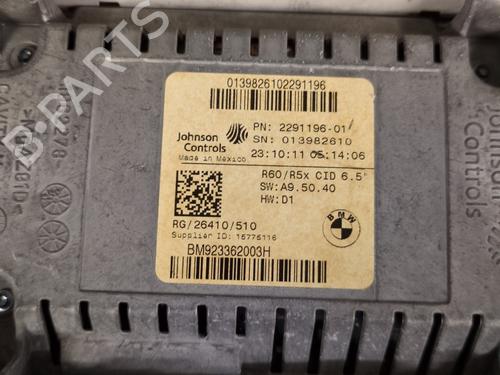 0139826102291196
Johnson
Controls
Made in Mexico
PN: 2291196-01
SN: 013982610
23:10:11 05:14:06
R60/R5x CID 6.5"
SW:A9.50.40
HW:D1
RG/26410/510
Supplier ID: 15775116
BM923362003H
BMW
Controls
B-PARTS